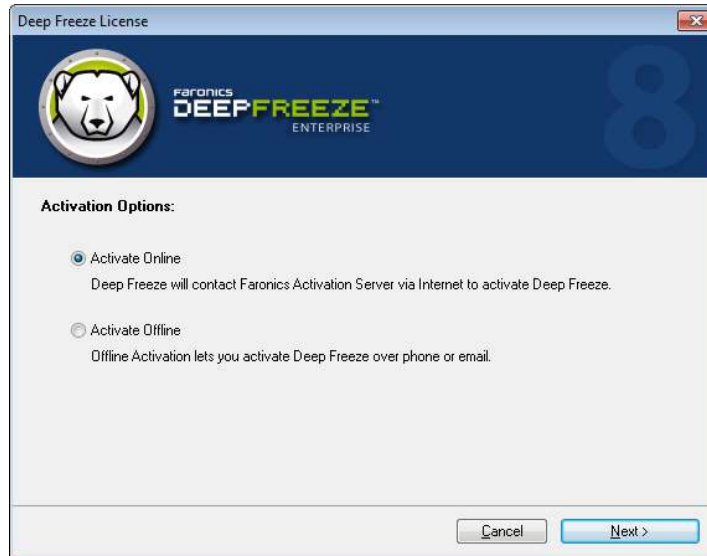 Deep Freeze License
8
FARONICS
DEEPFREEZE™
ENTERPRISE
Activation Options:
Activate Online
Deep Freeze will contact Faronics Activation Server via Internet to activate Deep Freeze.
Activate Offline
Offline Activation lets you activate Deep Freeze over phone or email.
Cancel
Next >